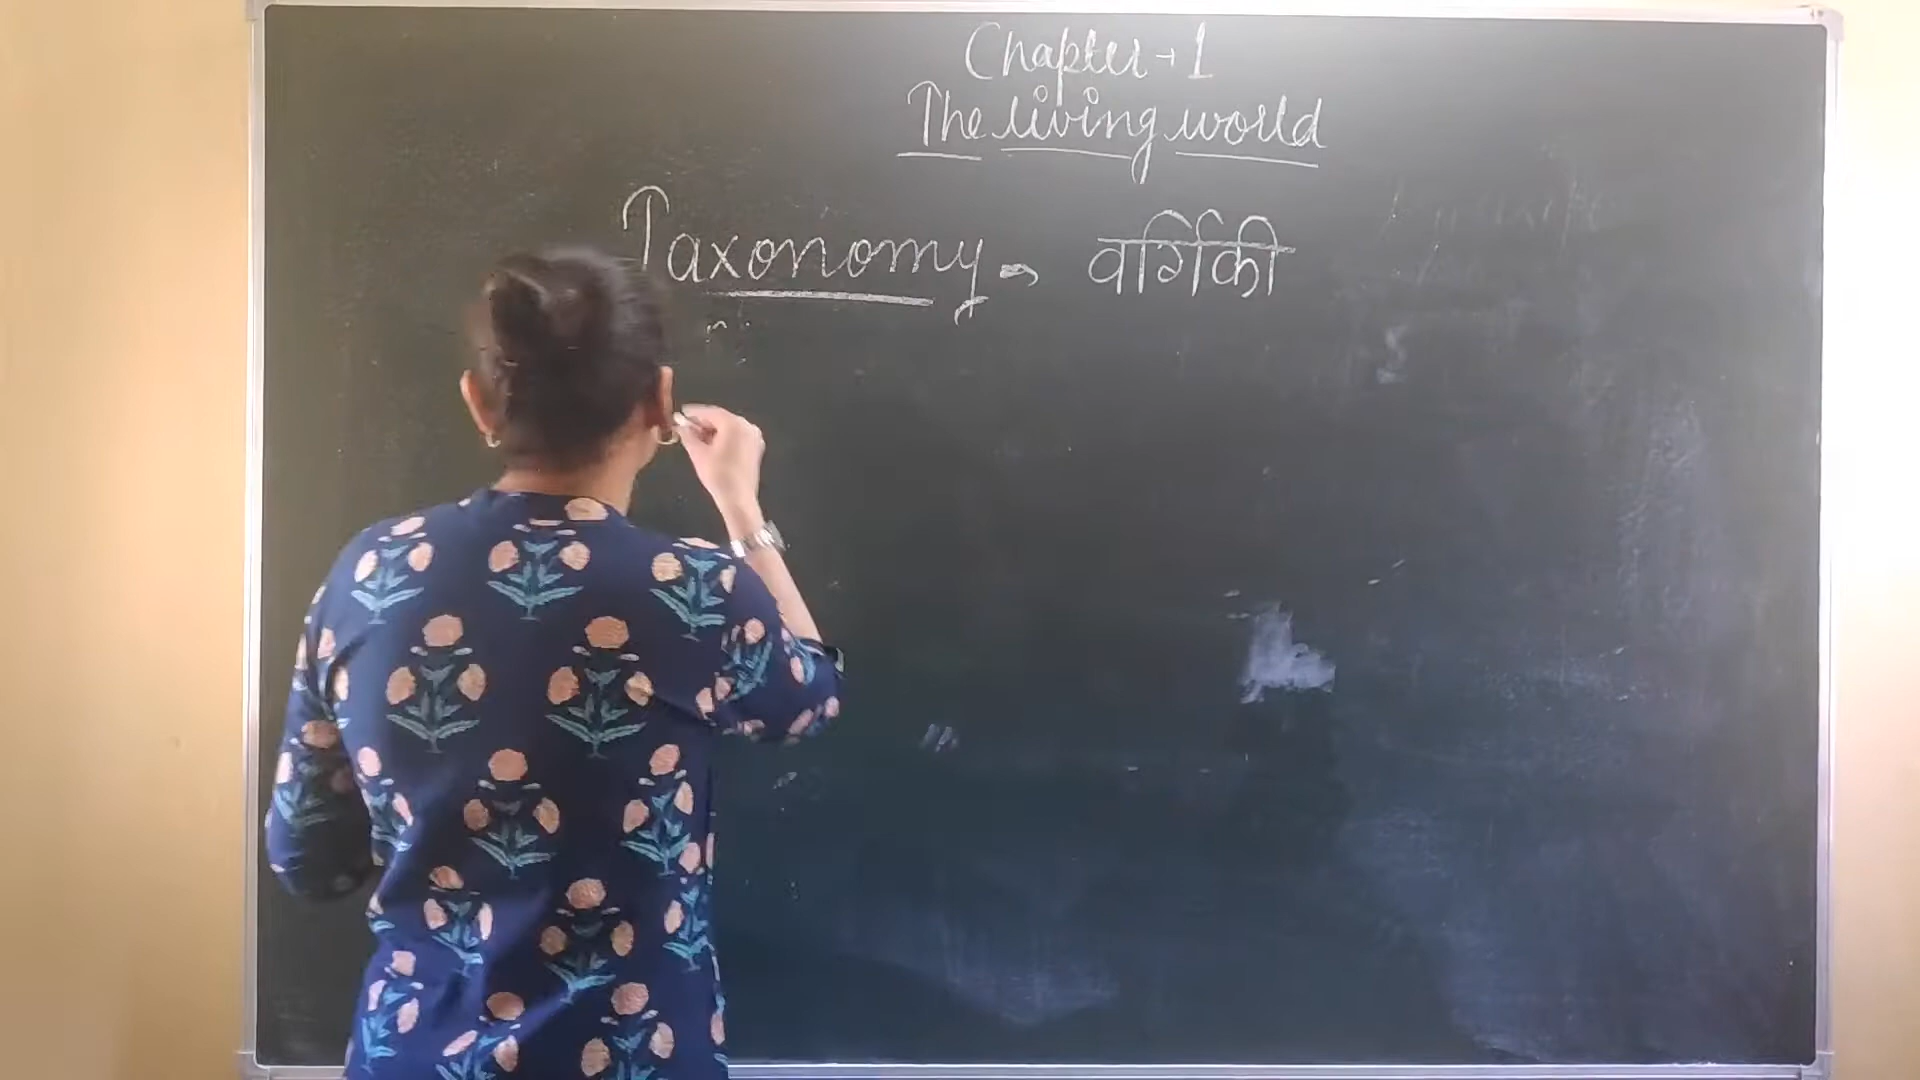 Chapter → 1
The living world
Taxonomy → वर्गिकी